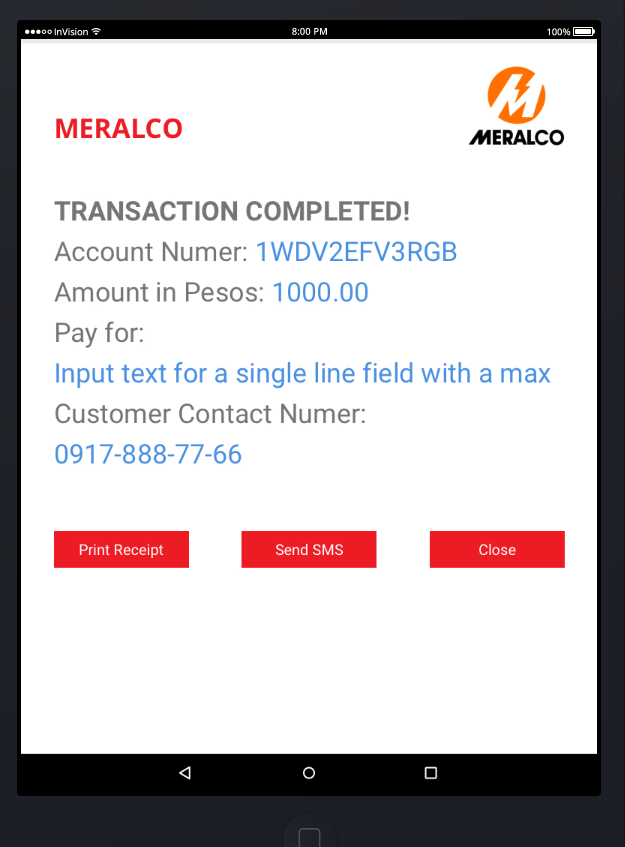 InVision
8:00 PM
100%
MERALCO
MERALCO
TRANSACTION COMPLETED!
Account Numer: 1WDV2EFV3RGB
Amount in Pesos: 1000.00
Pay for:
Input text for a single line field with a max
Customer Contact Numer:
0917-888-77-66
Print Receipt
Send SMS
Close